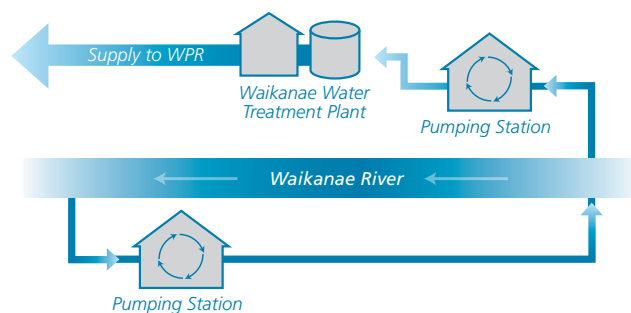 Supply to WPR
Waikanae Water
Treatment Plant
Pumping Station
Waikanae River
Pumping Station